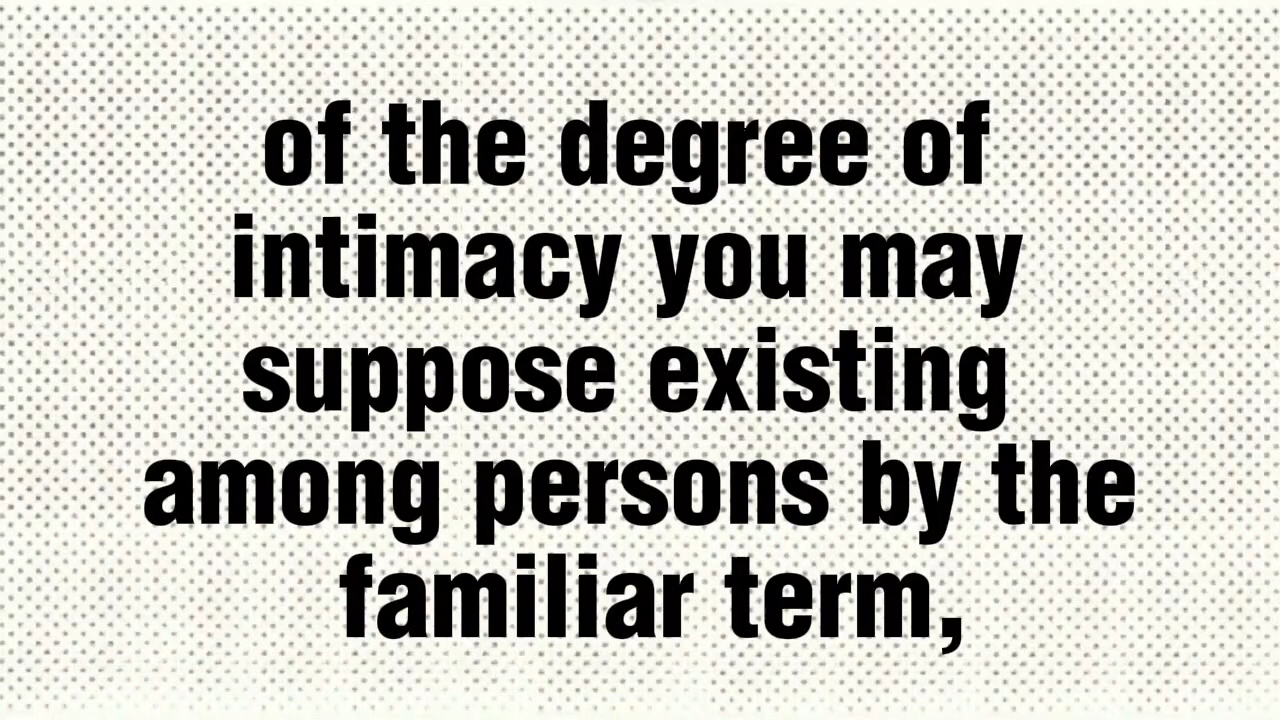 of the degree of
intimacy you may
suppose existing
among persons by the
familiar term,